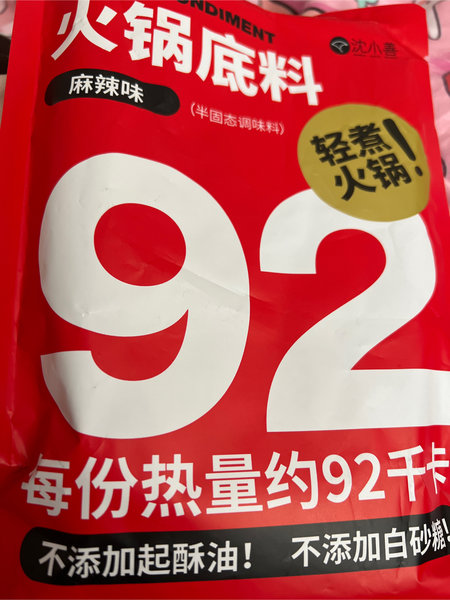 NDIMENT
沈小善
火锅底料
麻辣味
(半固态调味料)
轻煮
火锅!
92
每份热量约92千卡
不添加起酥油! 不添加白砂糖!